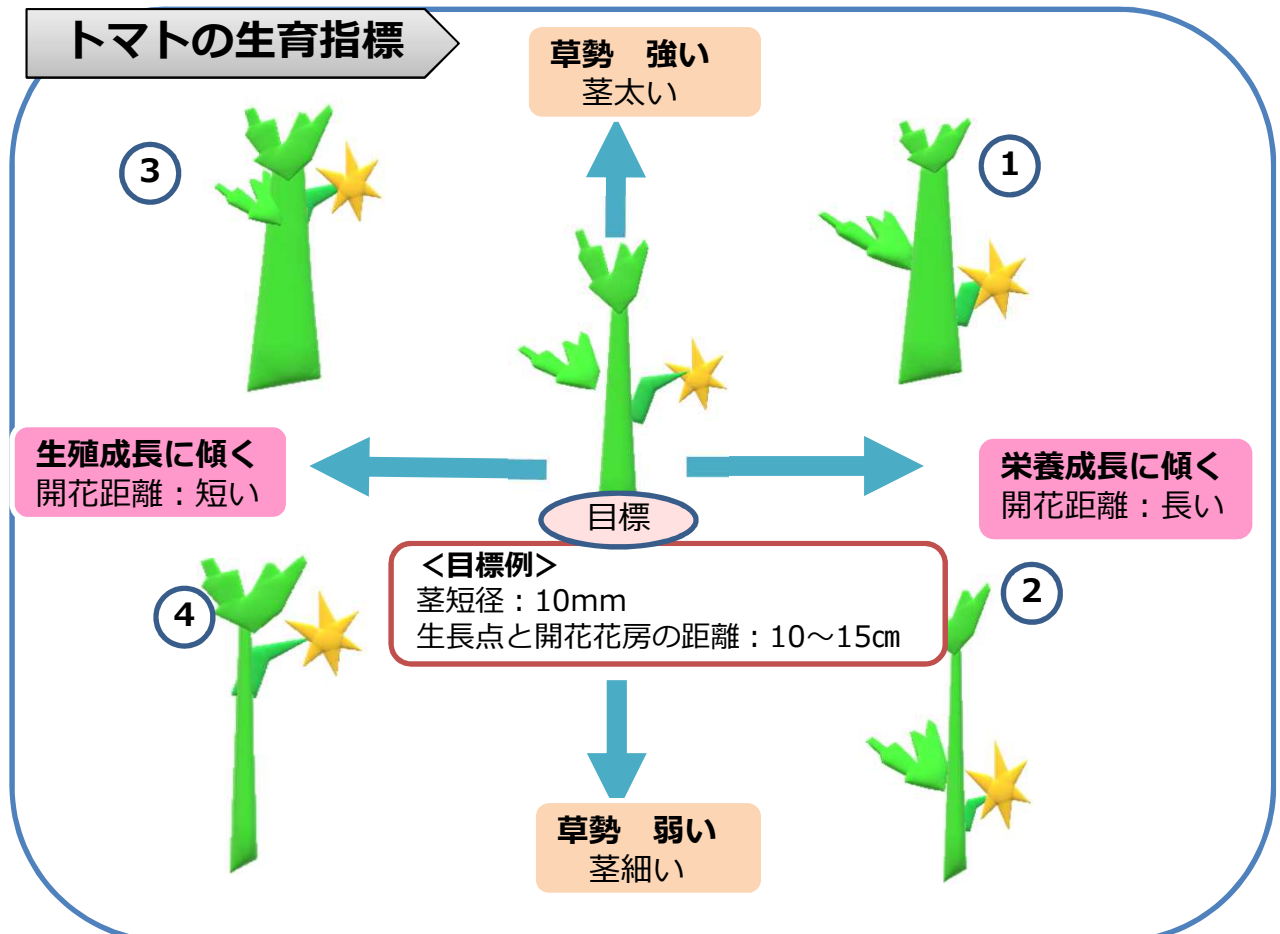 トマトの生育指標
草勢　強い
茎太い
③
①
生殖成長に傾く
開花距離：短い
栄養成長に傾く
開花距離：長い
目標
＜目標例＞
茎短径：10mm
生長点と開花花房の距離：10～15㎝
④
②
草勢　弱い
茎細い